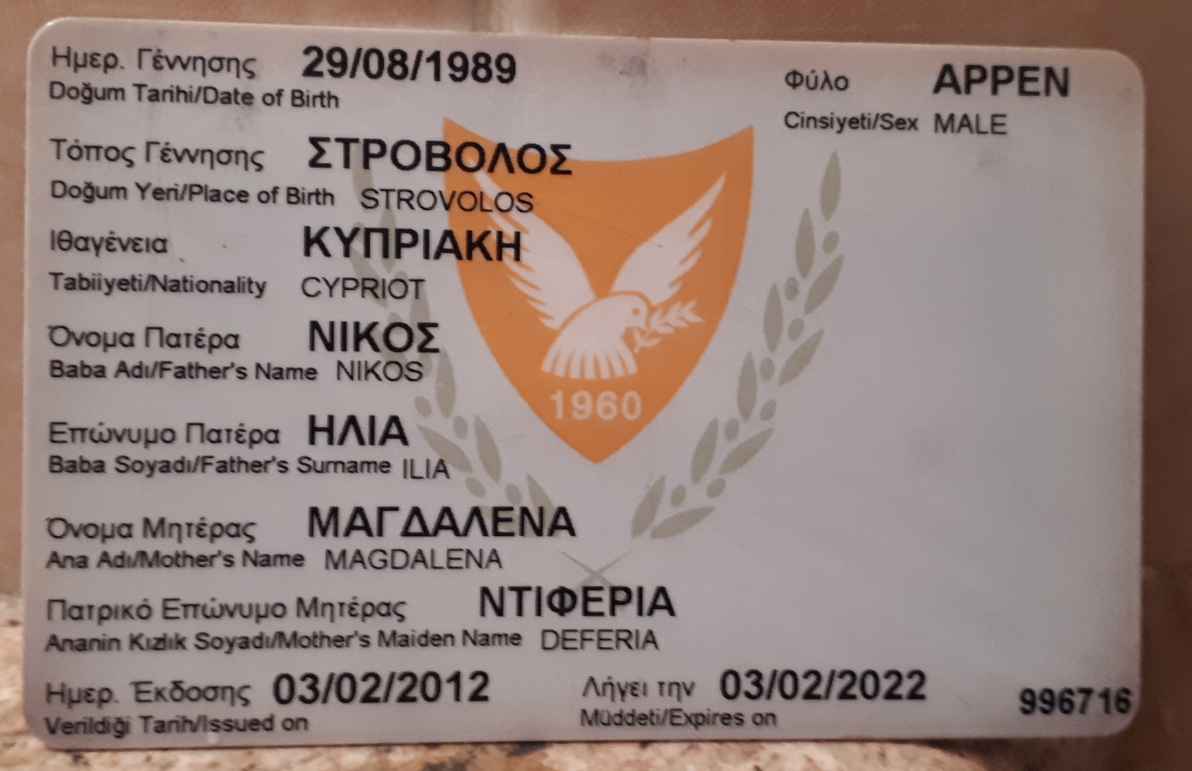 Ημερ. Γέννησης 29/08/1989
Doğum Tarihi/Date of Birth
Φύλο ΑΡΡΕΝ
Cinsiyeti/Sex MALE
Τόπος Γέννησης ΣΤΡΟΒΟΛΟΣ
Doğum Yeri/Place of Birth STROVOLOS
Ιθαγένεια ΚΥΠΡΙΑΚΗ
Tabiiyeti/Nationality CYPRIOT
Όνομα Πατέρα ΝΙΚΟΣ
Baba Adı/Father's Name NIKOS
1960
Επώνυμο Πατέρα ΗΛΙΑ
Baba Soyadı/Father's Surname ILIA
Όνομα Μητέρας ΜΑΓΔΑΛΕΝΑ
Ana Adı/Mother's Name MAGDALENA
Πατρικό Επώνυμο Μητέρας ΝΤΙΦΕΡΙΑ
Ananin Kızlik Soyadı/Mother's Maiden Name DEFERIA
Ημερ. Έκδοσης 03/02/2012
Verildiği Tarih/Issued on
Λήγει την 03/02/2022
Müddeti/Expires on
996716